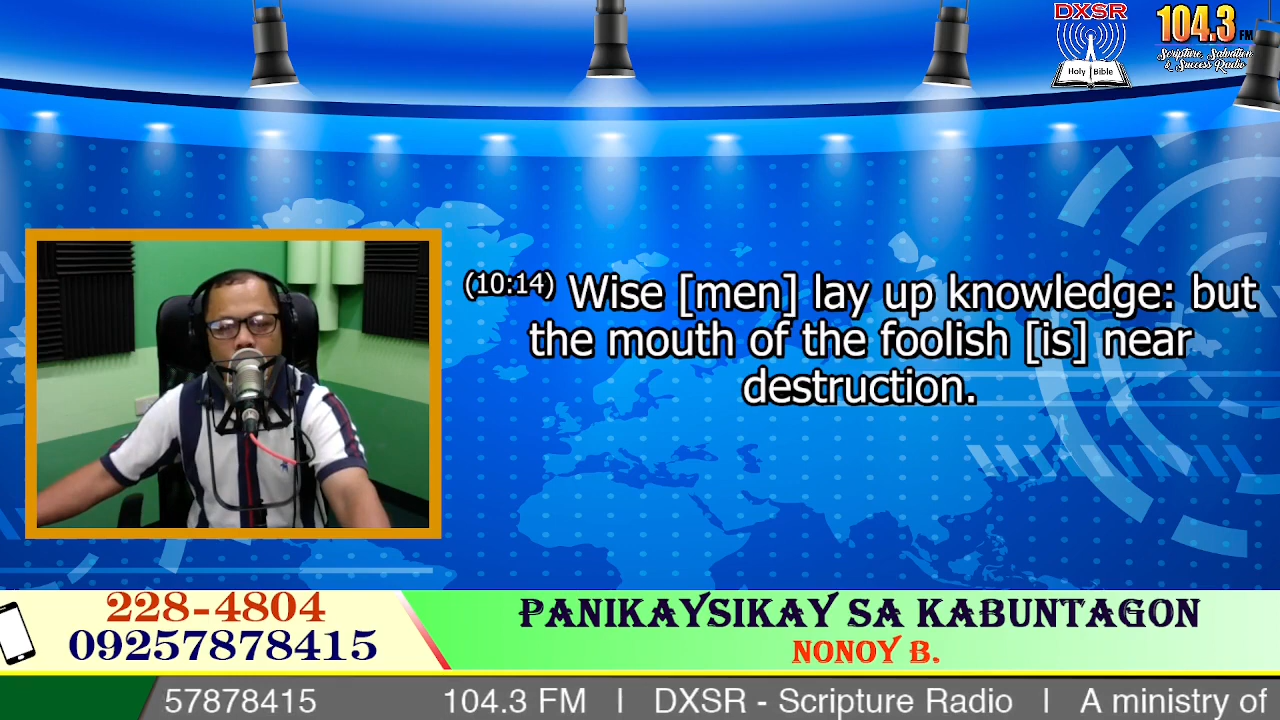 DXSR
Holy Bible
104.3 FM
Scripture, Salvation
& Success Radio
(10:14) Wise [men] lay up knowledge: but
the mouth of the foolish [is] near
destruction.
228-4804
09257878415
PANIKAYSIKAY SA KABUNTAGON
NONOY B.
57878415 104.3 FM I DXSR - Scripture Radio I A ministry of